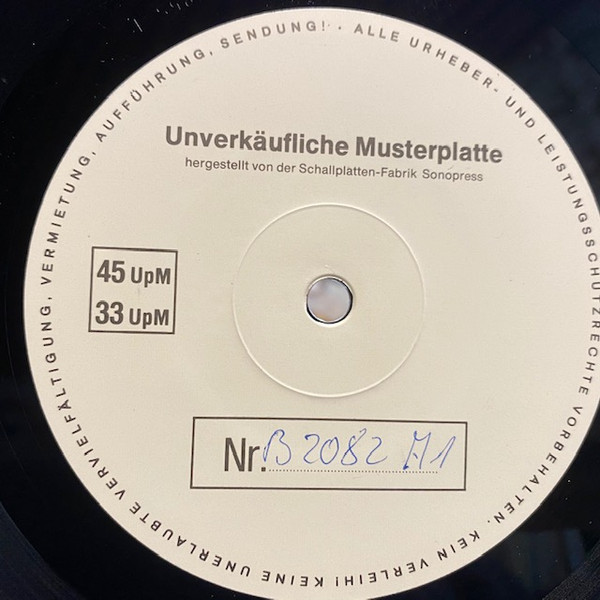 Unverkäufliche Musterplatte
hergestellt von der Schallplatten-Fabrik Sonopress
45 UpM
33 UpM
Nr. B 2082 A1
ALLE URHEBER- UND LEISTUNGSSCHUTZRECHTE VORBEHALTEN. KEIN VERLEIH! KEINE UNERLAUBTE VERVIELFÄLTIGUNG, VERMIETUNG, AUFFÜHRUNG, SENDUNG! ·